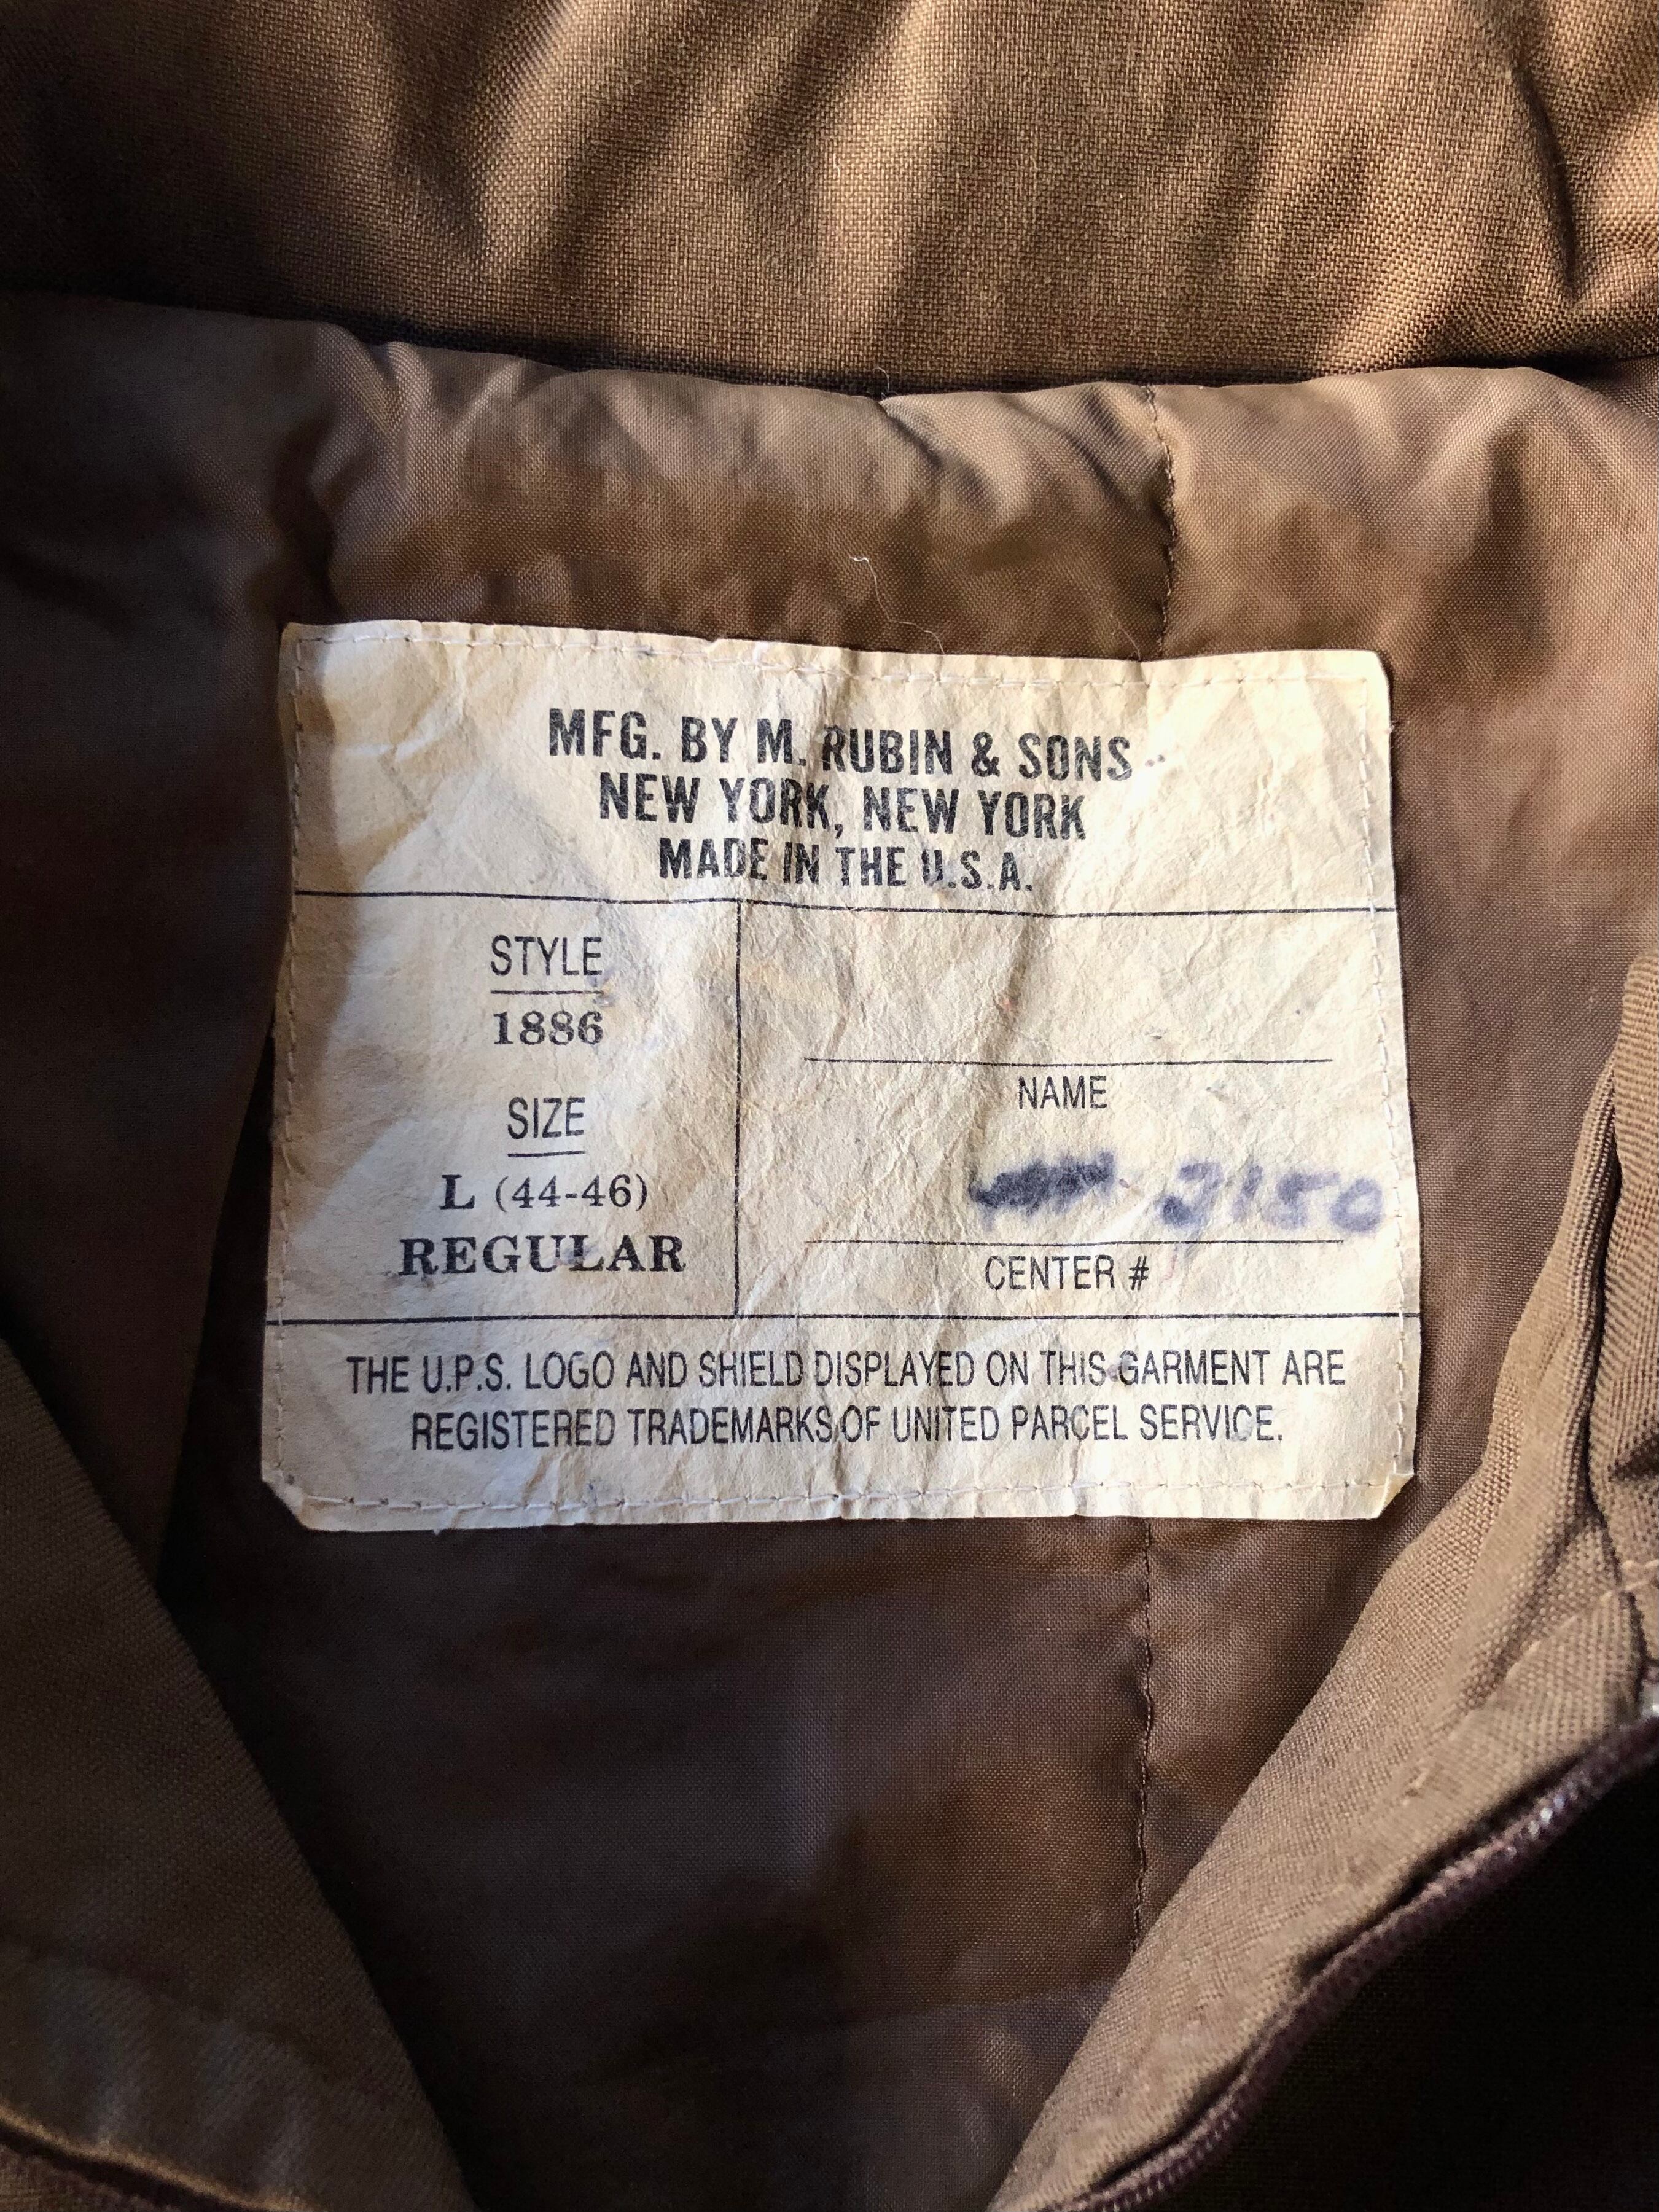 MFG. BY M. RUBIN & SONS
NEW YORK, NEW YORK
MADE IN THE U.S.A.
STYLE
1886
SIZE
L (44-46)
REGULAR
NAME
2150
CENTER #
THE U.P.S. LOGO AND SHIELD DISPLAYED ON THIS GARMENT ARE
REGISTERED TRADEMARKS OF UNITED PARCEL SERVICE.